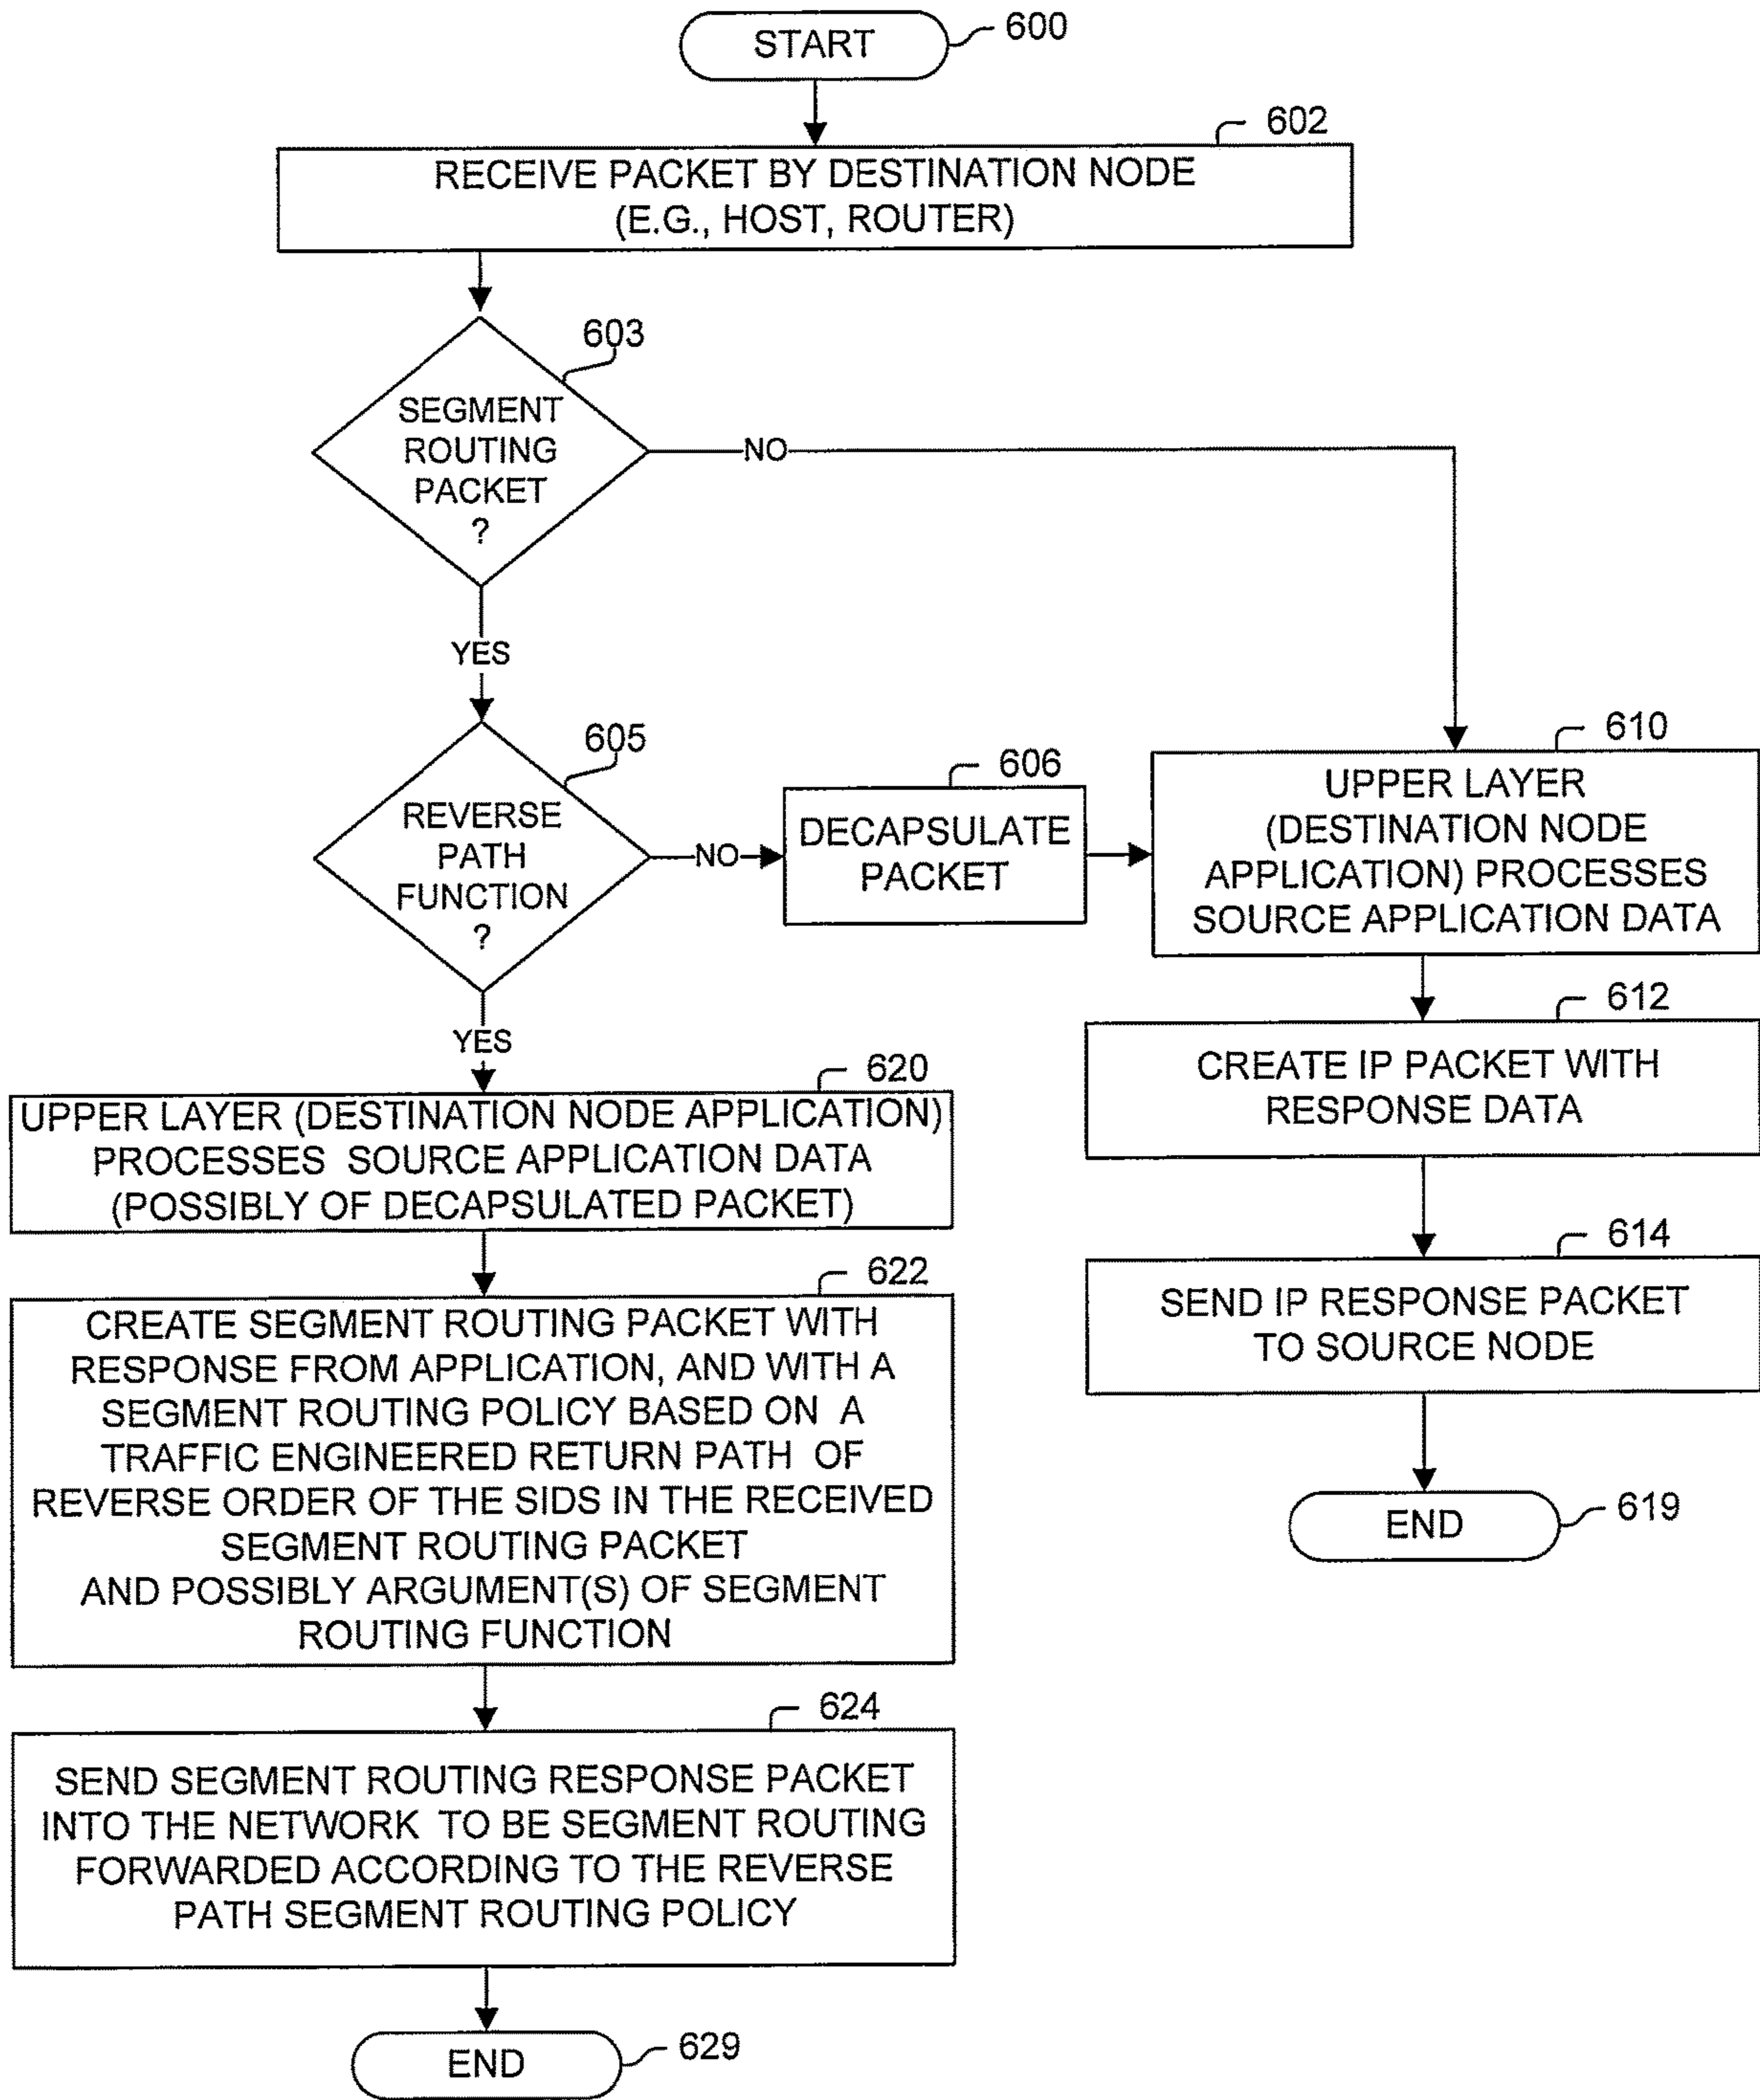 START
600
602
RECEIVE PACKET BY DESTINATION NODE
(E.G., HOST, ROUTER)
603
SEGMENT
ROUTING
PACKET
?
NO
YES
605
REVERSE
PATH
FUNCTION
?
NO
606
DECAPSULATE
PACKET
610
UPPER LAYER
(DESTINATION NODE
APPLICATION) PROCESSES
SOURCE APPLICATION DATA
612
CREATE IP PACKET WITH
RESPONSE DATA
614
SEND IP RESPONSE PACKET
TO SOURCE NODE
END
619
YES
620
UPPER LAYER (DESTINATION NODE APPLICATION)
PROCESSES SOURCE APPLICATION DATA
(POSSIBLY OF DECAPSULATED PACKET)
622
CREATE SEGMENT ROUTING PACKET WITH
RESPONSE FROM APPLICATION, AND WITH A
SEGMENT ROUTING POLICY BASED ON A
TRAFFIC ENGINEERED RETURN PATH OF
REVERSE ORDER OF THE SIDS IN THE RECEIVED
SEGMENT ROUTING PACKET
AND POSSIBLY ARGUMENT(S) OF SEGMENT
ROUTING FUNCTION
624
SEND SEGMENT ROUTING RESPONSE PACKET
INTO THE NETWORK TO BE SEGMENT ROUTING
FORWARDED ACCORDING TO THE REVERSE
PATH SEGMENT ROUTING POLICY
END
629